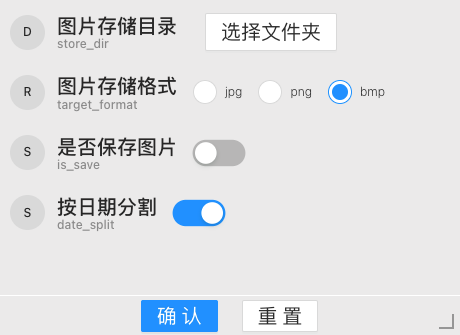 D 图片存储目录 选择文件夹
store_dir
R 图片存储格式 jpg png bmp
target_format
S 是否保存图片
is_save
S 按日期分割
date_split
确 认 重 置